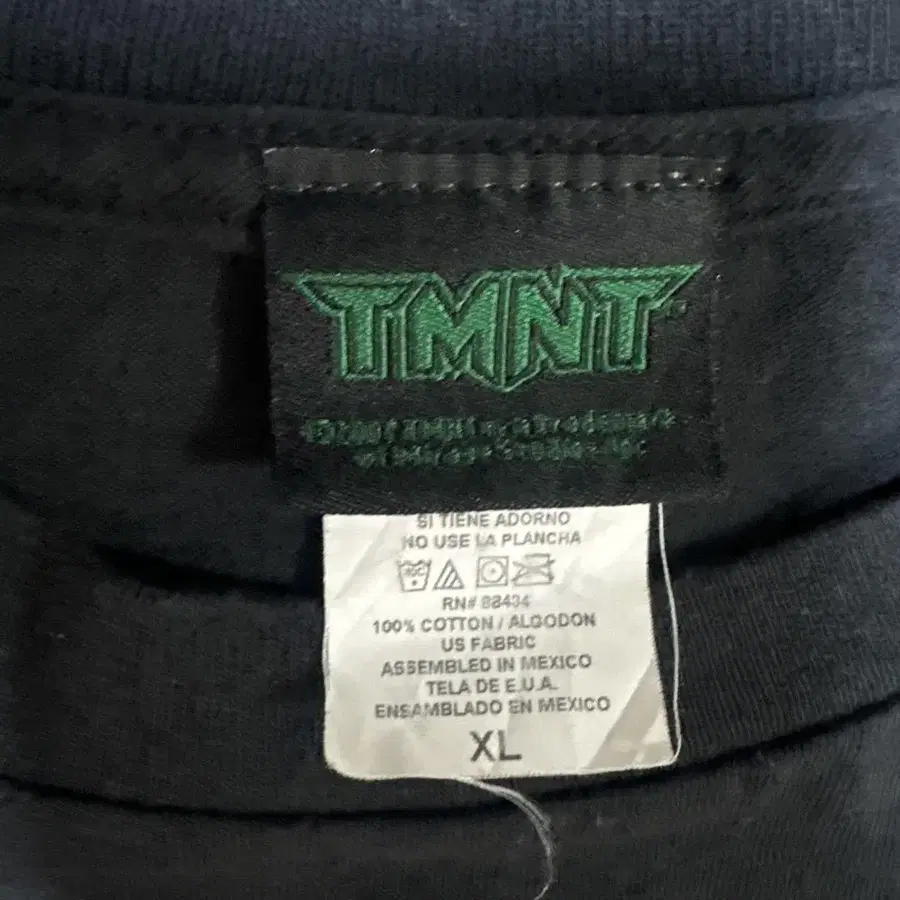 TMNT
SI TIENE ADORNO
NO USE LA PLANCHA
RN# 88434
100% COTTON / ALGODON
US FABRIC
ASSEMBLED IN MEXICO
TELA DE E.U.A.
ENSAMBLADO EN MEXICO
XL